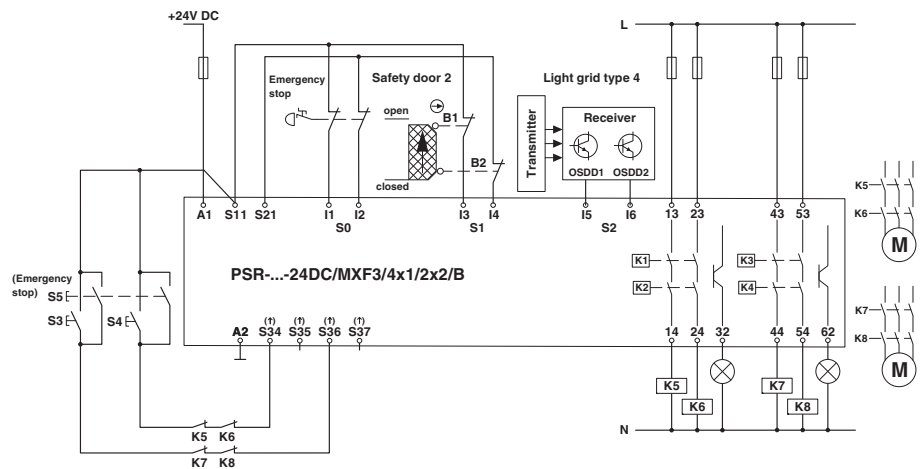 +24V DC
L
Emergency
stop
Safety door 2
Light grid type 4
open
closed
B1
B2
Transmitter
Receiver
OSDD1 OSDD2
K5
K6
M
K7
K8
M
A1 S11 S21 I1 I2 I3 I4 I5 I6 13 23 43 53
S0 S1 S2
PSR-...-24DC/MXF3/4x1/2x2/B
K1 K3
K2 K4
(Emergency
stop)
S5
S3 S4
(↑) (↑) (↑) (↑)
A2 S34 S35 S36 S37 14 24 32 44 54 62
K5 K7
K6 K8
K5 K6
K7 K8
N